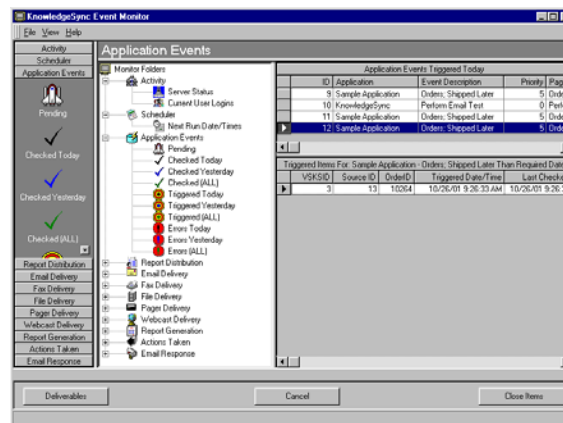 KnowledgeSync Event Monitor
File View Help
Activity
Scheduler
Application Events
Pending
Checked Today
Checked Yesterday
Checked (ALL)
Report Distribution
Email Delivery
Fax Delivery
File Delivery
Pager Delivery
Webcast Delivery
Report Generation
Actions Taken
Email Response
Application Events
Monitor Folders
Activity
Server Status
Current User Logins
Scheduler
Next Run Date/Times
Application Events
Pending
Checked Today
Checked Yesterday
Checked (ALL)
Triggered Today
Triggered Yesterday
Triggered (ALL)
Errors Today
Errors Yesterday
Errors (ALL)
Report Distribution
Email Delivery
Fax Delivery
File Delivery
Pager Delivery
Webcast Delivery
Report Generation
Actions Taken
Email Response
Application Events Triggered Today
ID Application Event Description Priority Pag
9 Sample Application Orders; Shipped Later 5 Orde
10 KnowledgeSync Perform Email Test 0 Perf
11 Sample Application Orders; Shipped Later 5 Orde
12 Sample Application Orders; Shipped Later 5 Orde
Triggered Items For: Sample Application - Orders; Shipped Later Than Required Date
VSKSID Source ID OrderID Triggered Date/Time Last Checke
3 13 10264 10/26/01 9:26:33 AM 10/26/01 9:26:
Deliverables Cancel Close Items